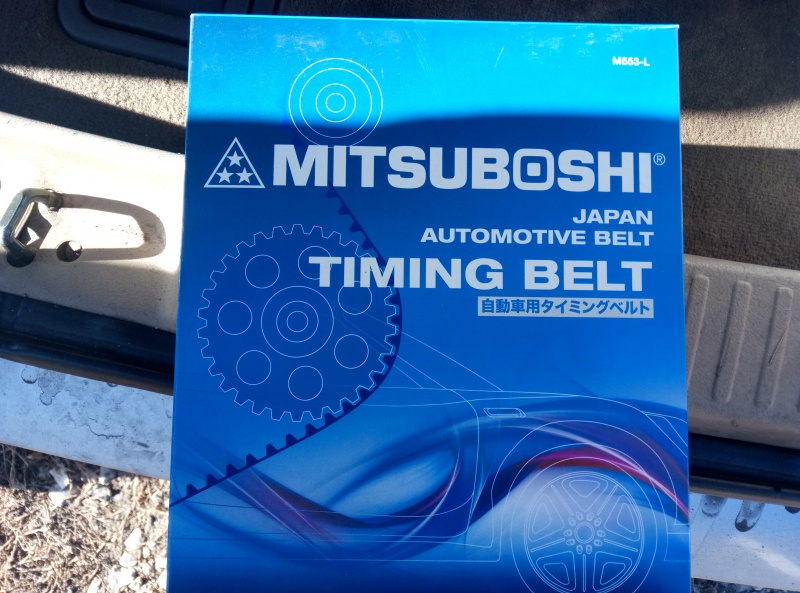 M553-L
MITSUBOSHI®
JAPAN
AUTOMOTIVE BELT
TIMING BELT
自動車用タイミングベルト